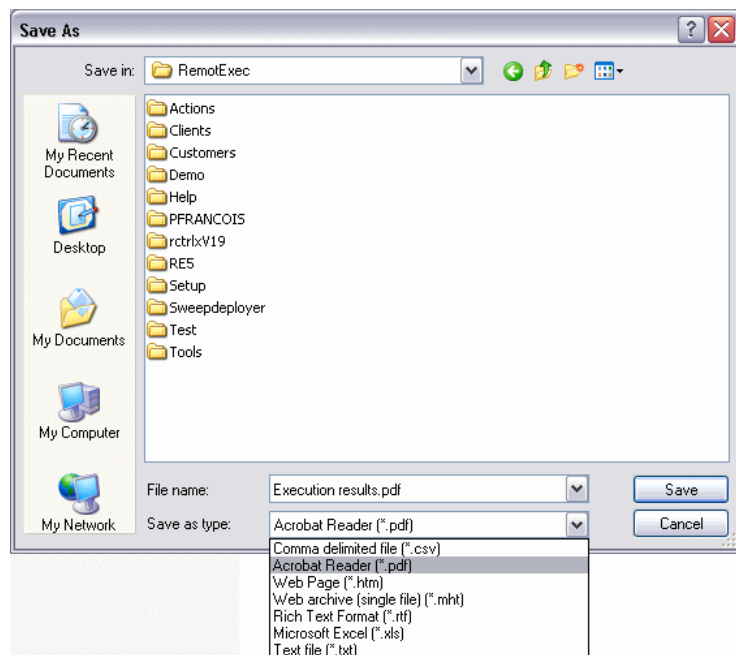 Save As
Save in:
RemotExec
My Recent
Documents
Desktop
My Documents
My Computer
My Network
Actions
Clients
Customers
Demo
Help
PFRANCOIS
rctrlxV19
RE5
Setup
Sweepdeployer
Test
Tools
File name:
Execution results.pdf
Save
Save as type:
Acrobat Reader (*.pdf)
Cancel
Comma delimited file (*.csv)
Acrobat Reader (*.pdf)
Web Page (*.htm)
Web archive (single file) (*.mht)
Rich Text Format (*.rtf)
Microsoft Excel (*.xls)
Text file (*.txt)